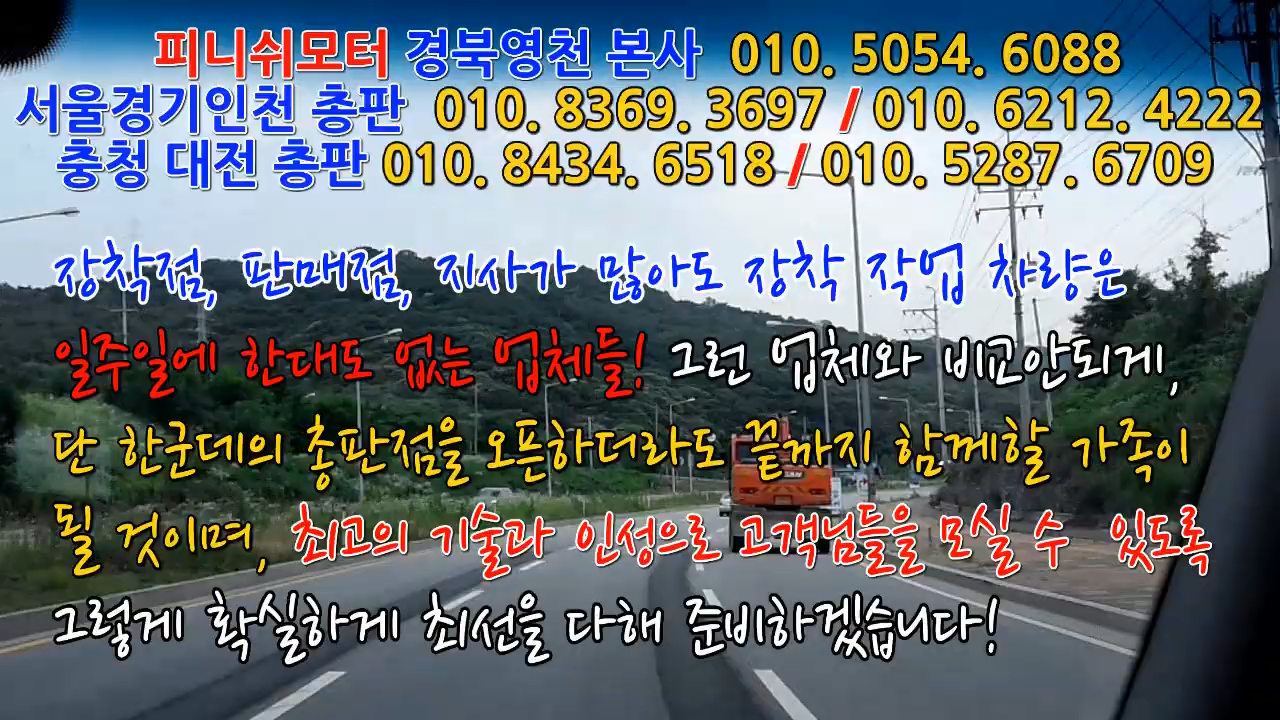 피니쉬모터 경북영천 본사 010. 5054. 6088
서울경기인천 총판 010. 8369. 3697 / 010. 6212. 4222
충청 대전 총판 010. 8434. 6518 / 010. 5287. 6709
장착점, 판매점, 지사가 많아도 장착 작업 차량은
일주일에 한대도 없는 업체들! 그런 업체와 비교안되게,
단 한군데의 총판점을 오픈하더라도 끝까지 함께할 가족이
될 것이며, 최고의 기술과 인성으로 고객님들을 모실 수 있도록
그렇게 확실하게 최선을 다해 준비하겠습니다!